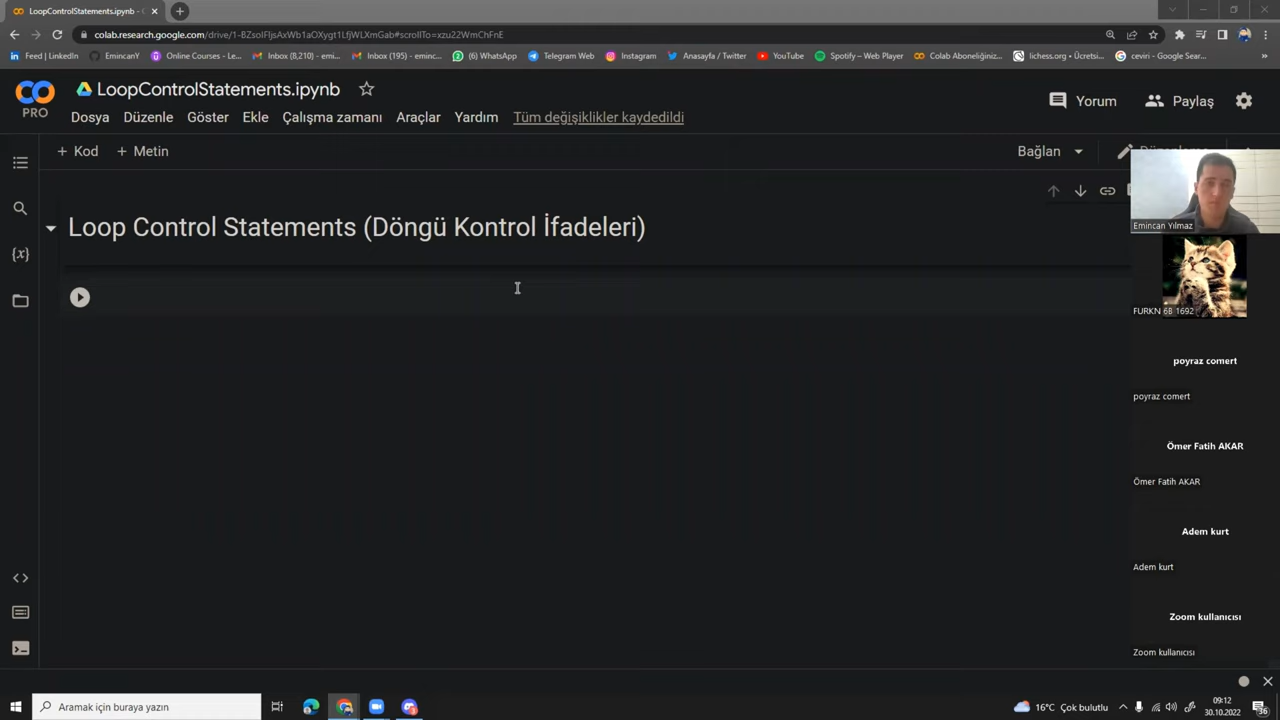 LoopControlStatements.ipynb - C
colab.research.google.com/drive/1-BZsoIFIjsAxWb1aOXygt1LfjWLXmGab#scrollTo=xzu22WmChFnE
Feed | LinkedIn
EmincanY
Online Courses - Le...
Inbox (8,210) - emi...
Inbox (195) - eminc...
(6) WhatsApp
Telegram Web
Instagram
Anasayfa / Twitter
YouTube
Spotify – Web Player
Colab Aboneliğiniz...
lichess.org • Ücretsi...
ceviri - Google Sear...
PRO
LoopControlStatements.ipynb
Dosya Düzenle Göster Ekle Çalışma zamanı Araçlar Yardım Tüm değişiklikler kaydedildi
Yorum
Paylaş
+ Kod + Metin
Bağlan
Loop Control Statements (Döngü Kontrol İfadeleri)
Emincan Yılmaz
FURKN 6B 1692
poyraz comert
poyraz comert
Ömer Fatih AKAR
Ömer Fatih AKAR
Adem kurt
Adem kurt
Zoom kullanıcısı
Zoom kullanıcısı
Aramak için buraya yazın
16°C Çok bulutlu
09:12
30.10.2022
36